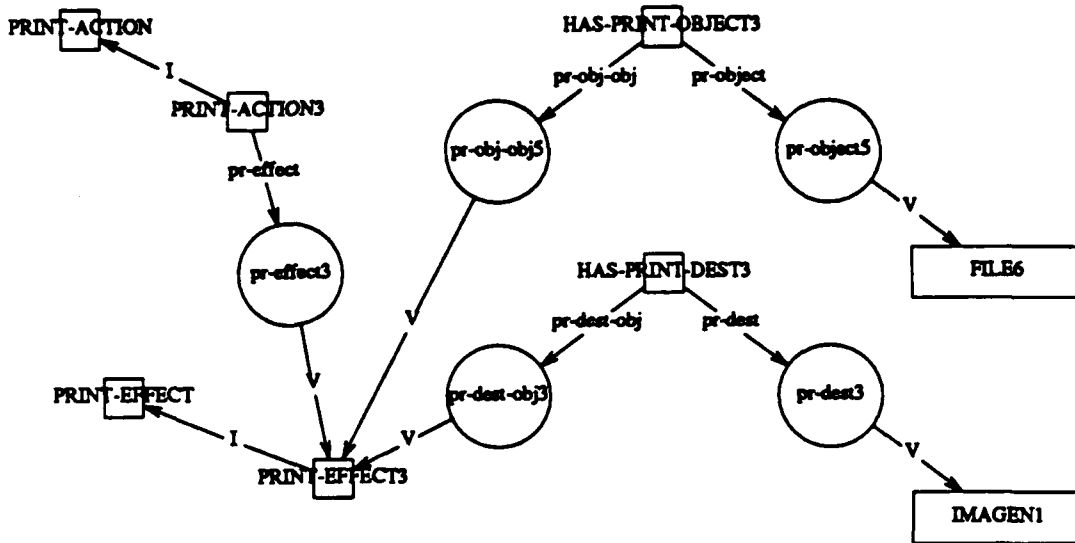 PRINT-ACTION
HAS-PRINT-OBJECT3
I
pr-obj-obj
pr-object
PRINT-ACTION3
pr-effect
pr-obj-obj5
pr-object5
V
pr-effect3
HAS-PRINT-DEST3
FILE6
V
pr-dest-obj
pr-dest
V
PRINT-EFFECT
pr-dest-obj3
pr-dest3
I
V
V
PRINT-EFFECT3
IMAGEN1